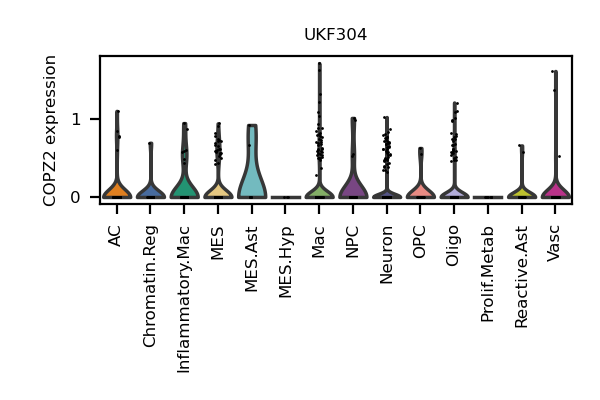 UKF304
COPZ2 expression
1
0
AC
Chromatin.Reg
Inflammatory.Mac
MES
MES.Ast
MES.Hyp
Mac
NPC
Neuron
OPC
Oligo
Prolif.Metab
Reactive.Ast
Vasc